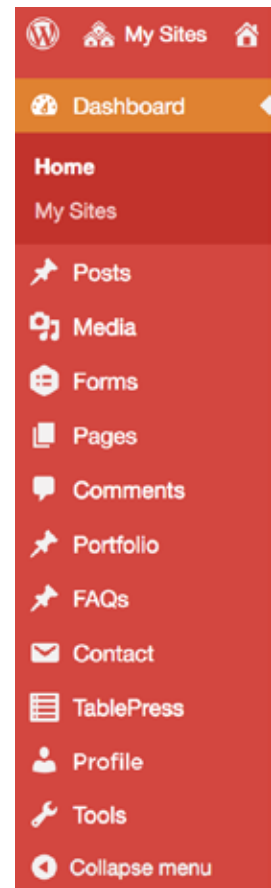 My Sites
Dashboard
Home
My Sites
Posts
Media
Forms
Pages
Comments
Portfolio
FAQs
Contact
TablePress
Profile
Tools
Collapse menu